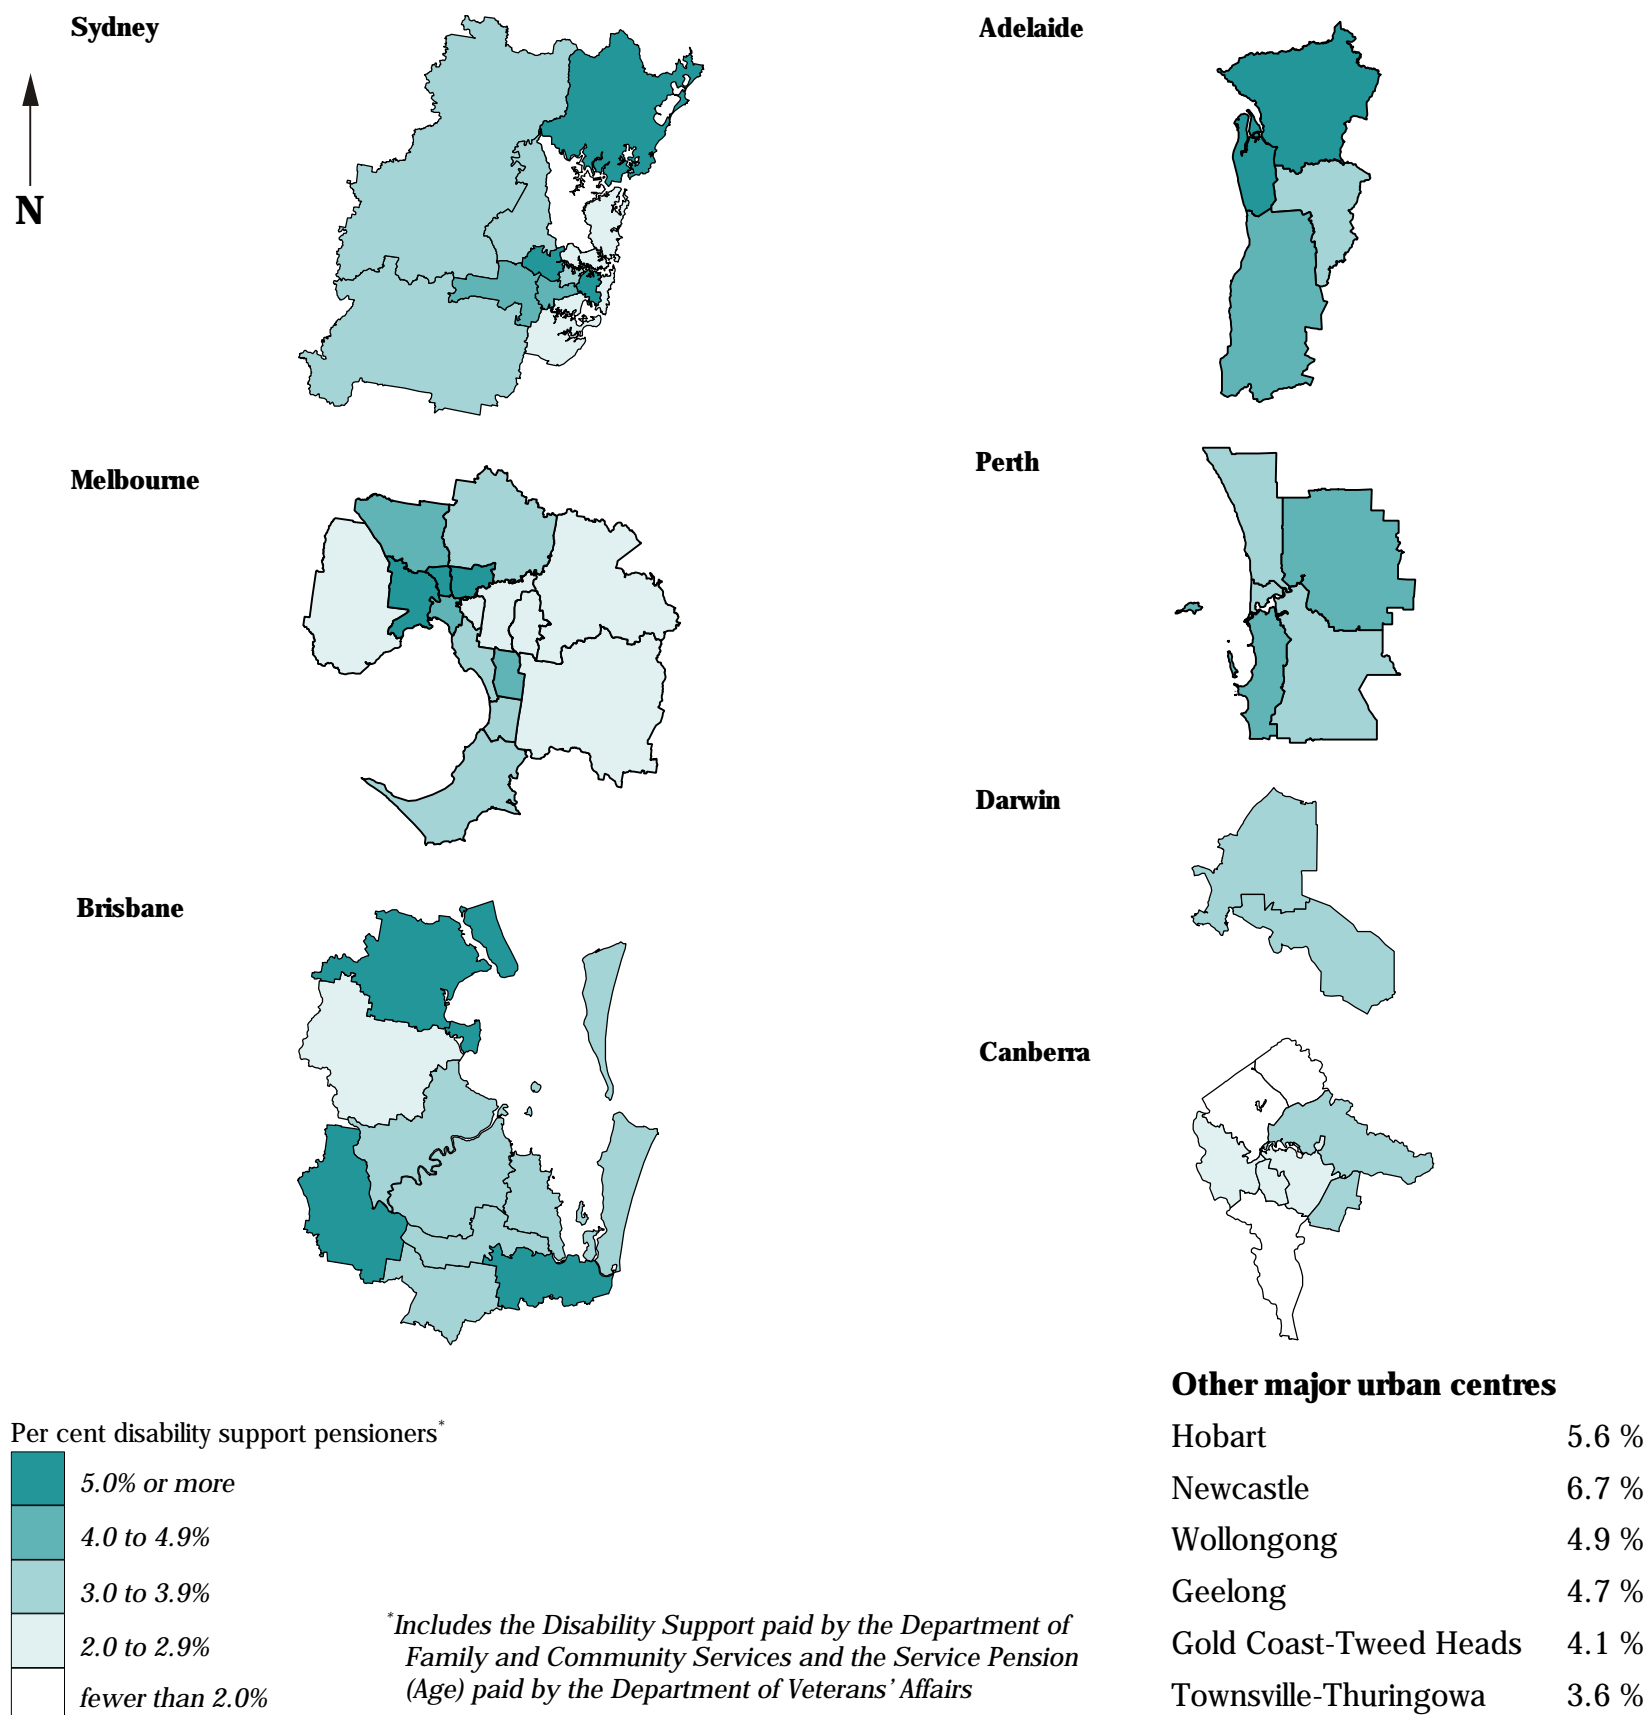 Sydney
Adelaide
N
Melbourne
Perth
Darwin
Brisbane
Canberra
Other major urban centres
Hobart 5.6 %
Newcastle 6.7 %
Wollongong 4.9 %
Geelong 4.7 %
Gold Coast-Tweed Heads 4.1 %
Townsville-Thuringowa 3.6 %
Per cent disability support pensioners*
5.0% or more
4.0 to 4.9%
3.0 to 3.9%
2.0 to 2.9%
fewer than 2.0%
*Includes the Disability Support paid by the Department of
Family and Community Services and the Service Pension
(Age) paid by the Department of Veterans' Affairs